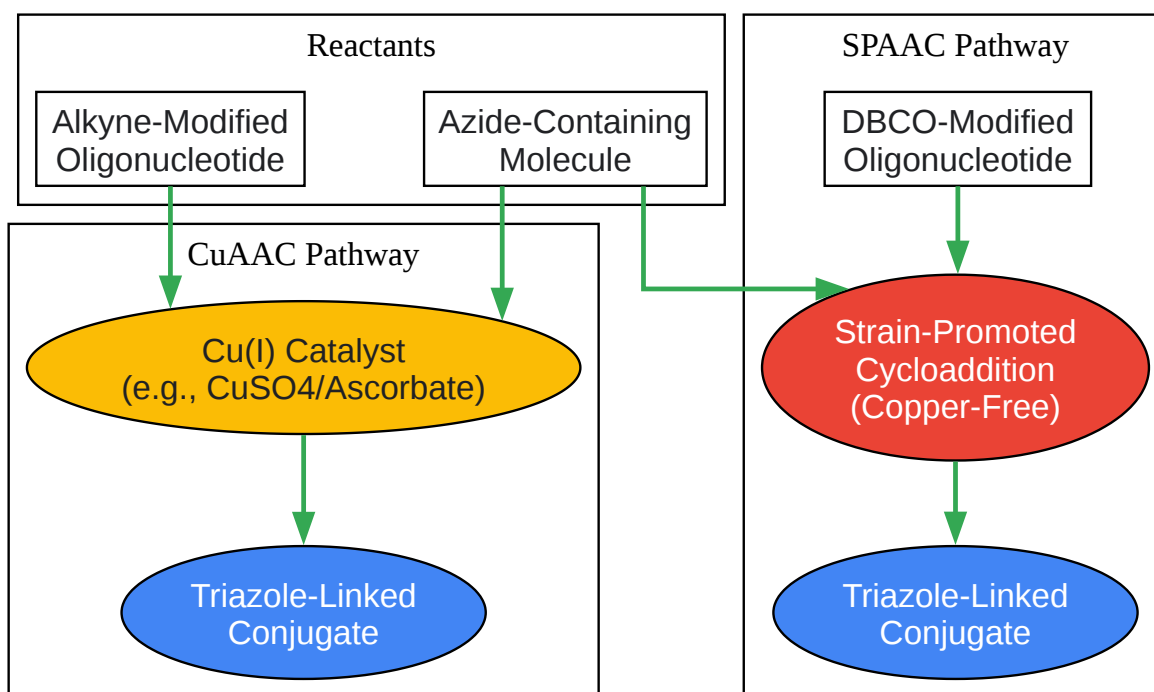 Reactants
Alkyne-Modified
Oligonucleotide
Azide-Containing
Molecule
SPAAC Pathway
DBCO-Modified
Oligonucleotide
CuAAC Pathway
Cu(I) Catalyst
(e.g., CuSO4/Ascorbate)
Strain-Promoted
Cycloaddition
(Copper-Free)
Triazole-Linked
Conjugate
Triazole-Linked
Conjugate